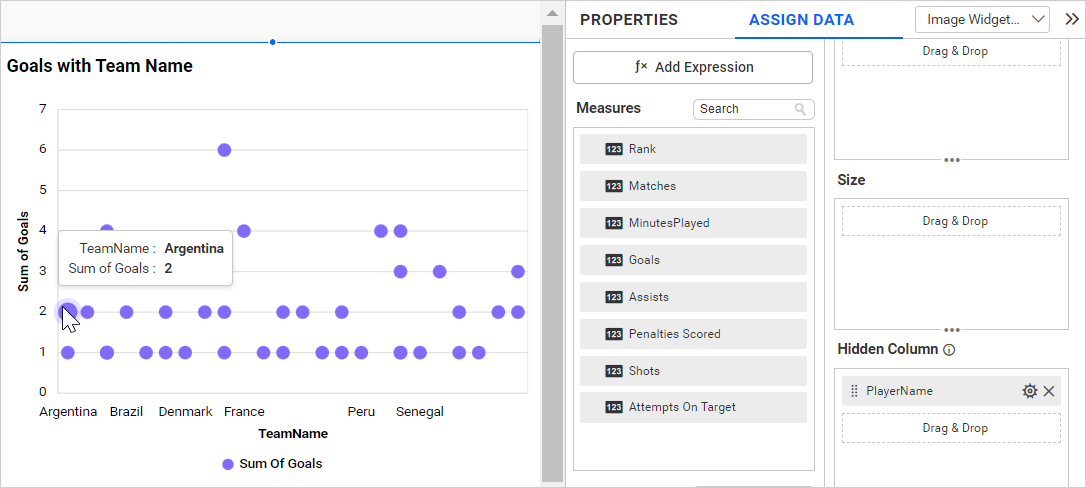 Goals with Team Name
7
6
5
4
3
2
1
0
Sum of Goals
TeamName : Argentina
Sum of Goals : 2
Argentina Brazil Denmark France Peru Senegal
TeamName
Sum Of Goals
PROPERTIES
ASSIGN DATA
Image Widget...
ƒx Add Expression
Measures
Search
123 Rank
123 Matches
123 MinutesPlayed
123 Goals
123 Assists
123 Penalties Scored
123 Shots
123 Attempts On Target
Drag & Drop
Size
Drag & Drop
Hidden Column
PlayerName
Drag & Drop